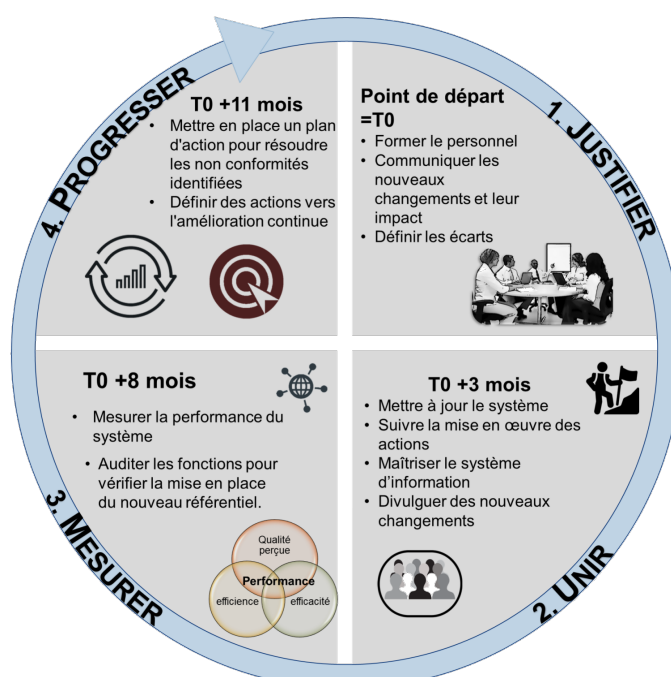 1. JUSTIFIER
Point de départ
=T0
• Former le personnel
• Communiquer les
nouveaux
changements et leur
impact
• Définir les écarts
2. UNIR
T0 +3 mois
• Mettre à jour le système
• Suivre la mise en œuvre des
actions
• Maîtriser le système
d'information
• Divulguer des nouveaux
changements
3. MESURER
T0 +8 mois
• Mesurer la performance du
système
• Auditer les fonctions pour
vérifier la mise en place
du nouveau référentiel.
Qualité
perçue
Performance
efficience
efficacité
4. PROGRESSER
T0 +11 mois
• Mettre en place un plan
d'action pour résoudre
les non conformités
identifiées
• Définir des actions vers
l'amélioration continue